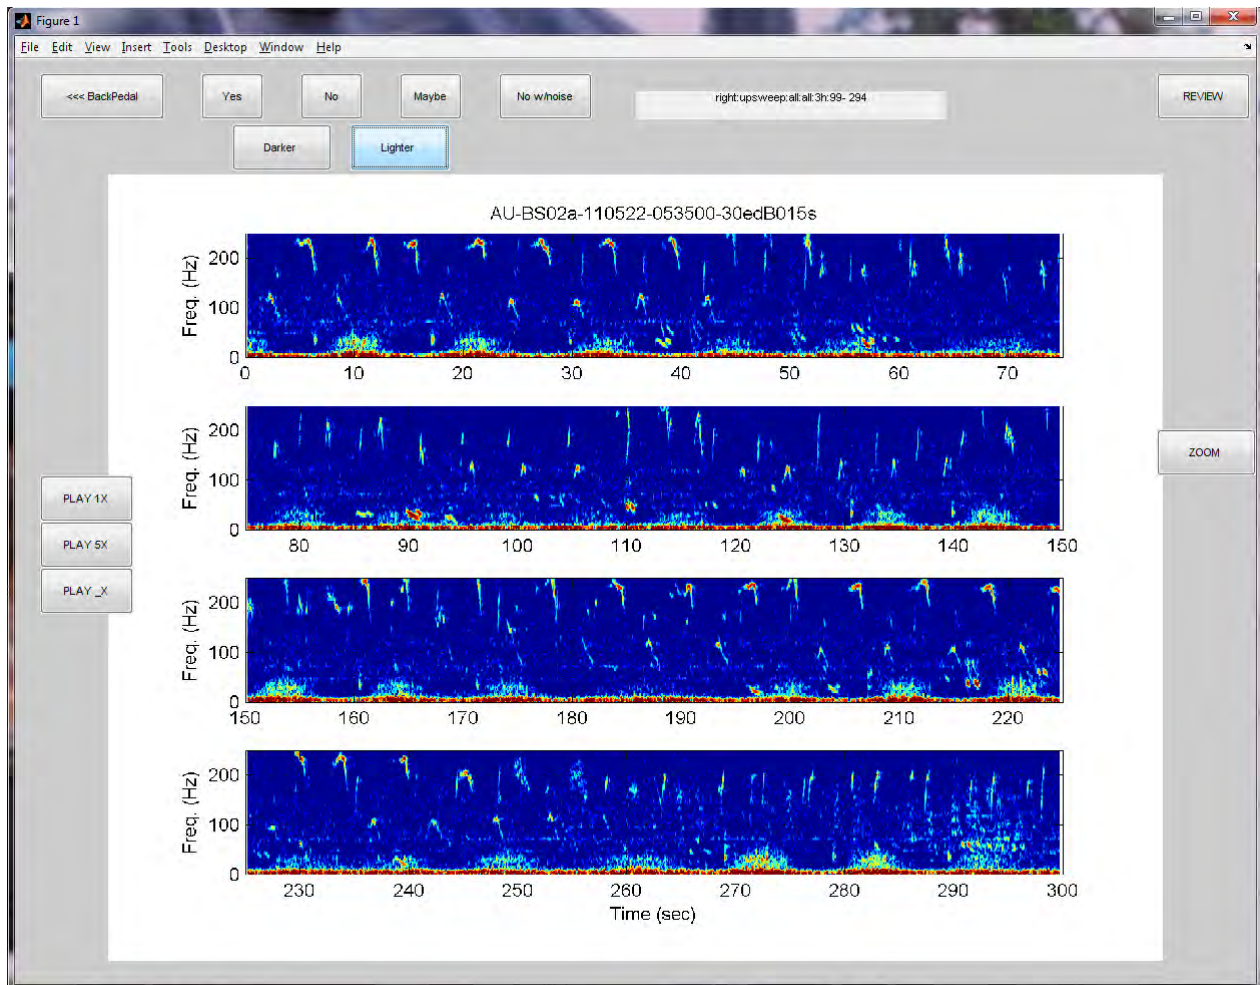 Figure 1
File Edit View Insert Tools Desktop Window Help
<<< BackPedal Yes No Maybe No w/noise right:upsweep:all:all:3h:99- 294 REVIEW
Darker Lighter
AU-BS02a-110522-053500-30edB015s
Freq. (Hz)
200
100
0
0 10 20 30 40 50 60 70
Freq. (Hz)
200
100
0
80 90 100 110 120 130 140 150
ZOOM
PLAY 1X
PLAY 5X
PLAY _X
Freq. (Hz)
200
100
0
150 160 170 180 190 200 210 220
Freq. (Hz)
200
100
0
230 240 250 260 270 280 290 300
Time (sec)